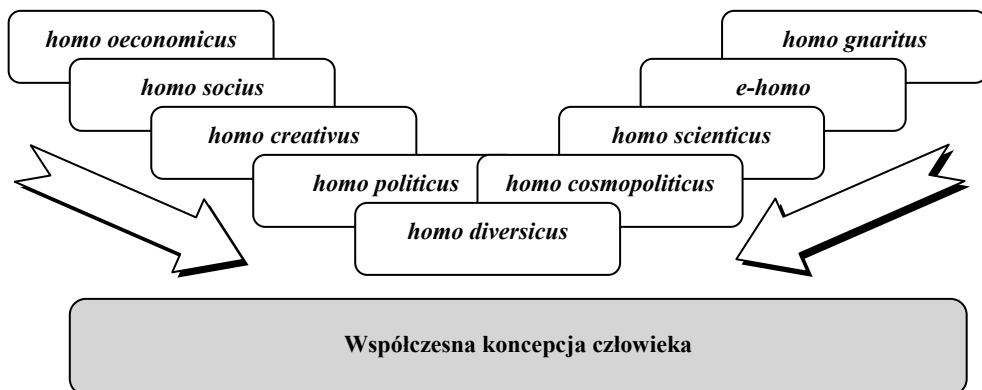 homo oeconomicus
homo gnaritus
homo socius
e-homo
homo creativus
homo scienticus
homo politicus
homo cosmopoliticus
homo diversicus
Współczesna koncepcja człowieka